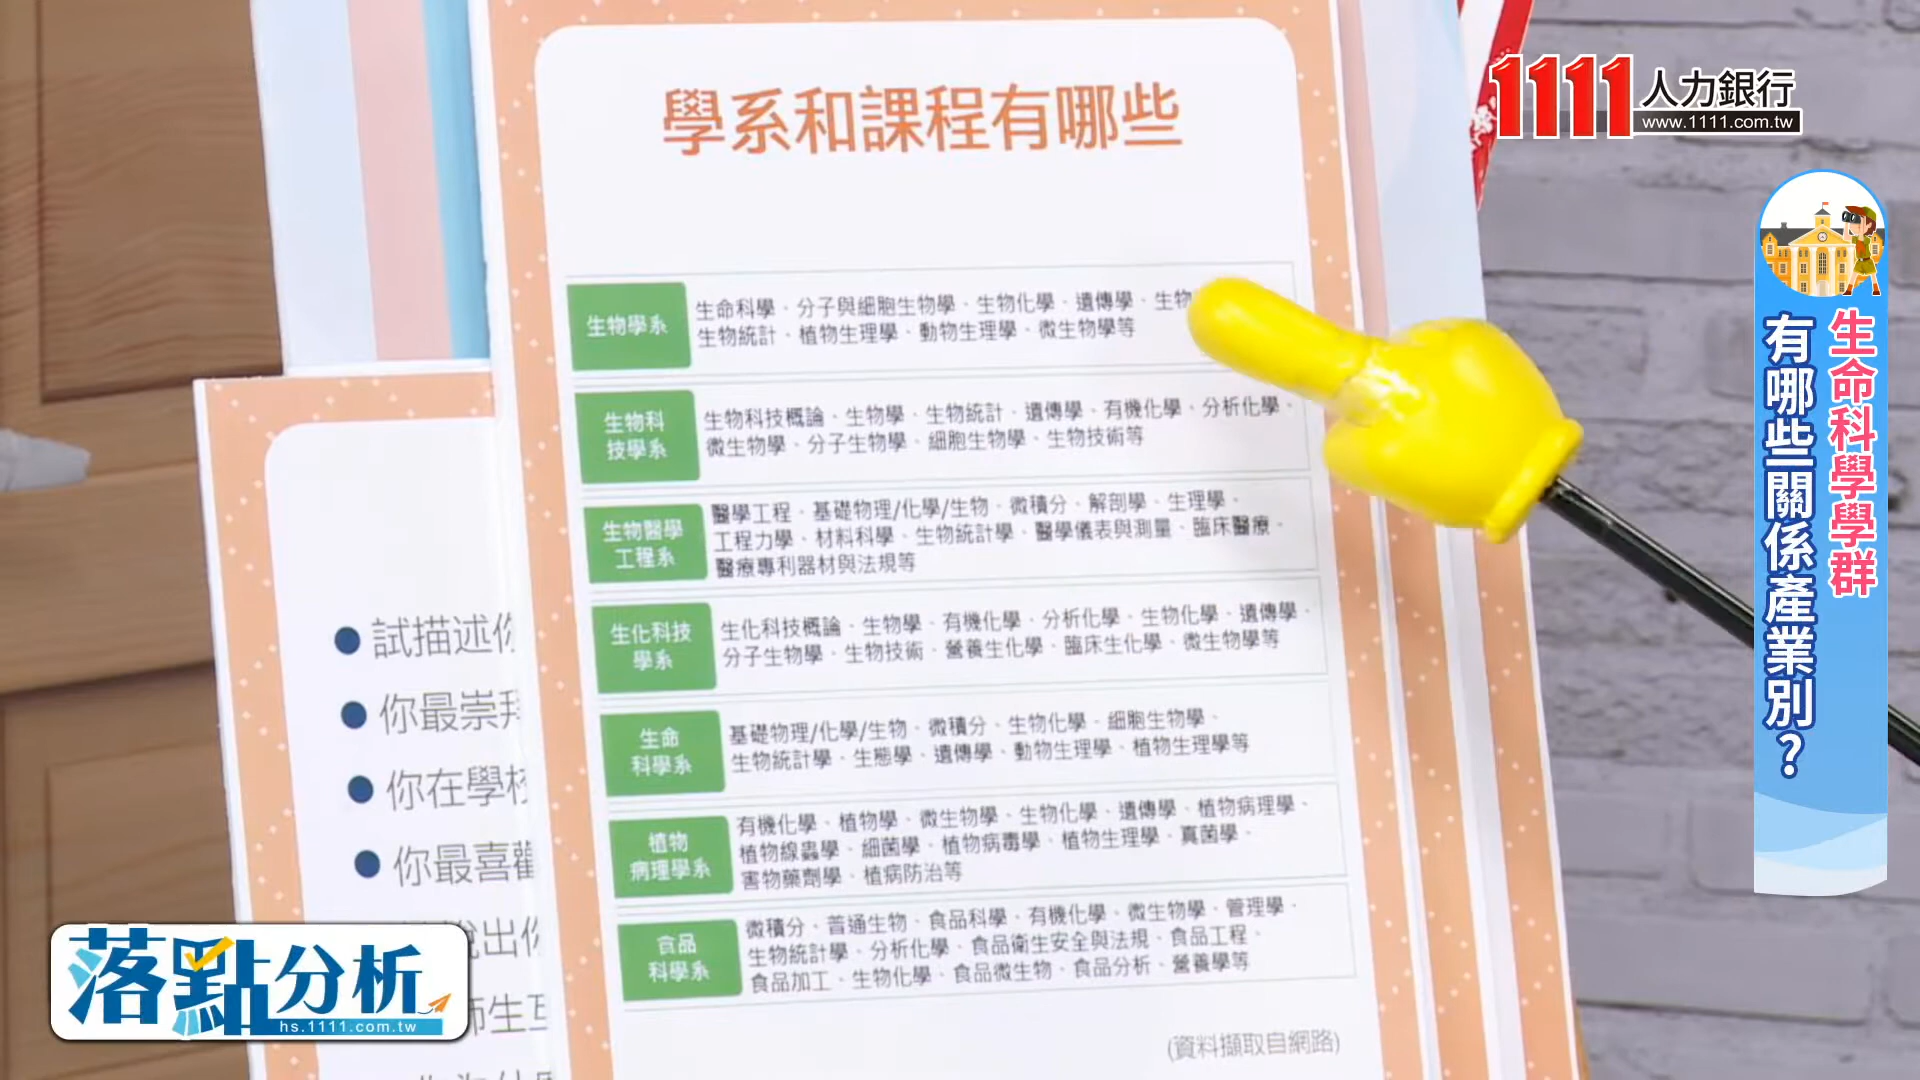 學系和課程有哪些
生物學系
生命科學、分子與細胞生物學、生物化學、遺傳學、生物
生物統計、植物生理學、動物生理學、微生物學等
生物科
技學系
生物科技概論、生物學、生物統計、遺傳學、有機化學、分析化學、
微生物學、分子生物學、細胞生物學、生物技術等
生物醫學
工程系
醫學工程、基礎物理/化學/生物、微積分、解剖學、生理學、
工程力學、材料科學、生物統計學、醫學儀表與測量、臨床醫療、
醫療專利器材與法規等
生化科技
學系
生化科技概論、生物學、有機化學、分析化學、生物化學、遺傳學、
分子生物學、生物技術、營養生化學、臨床生化學、微生物學等
生命
科學系
基礎物理/化學/生物、微積分、生物化學、細胞生物學、
生物統計學、生態學、遺傳學、動物生理學、植物生理學等
植物
病理學系
有機化學、植物學、微生物學、生物化學、遺傳學、植物病理學、
植物線蟲學、細菌學、植物病毒學、植物生理學、真菌學、
害物藥劑學、植病防治等
食品
科學系
微積分、普通生物、食品科學、有機化學、微生物學、管理學、
生物統計學、分析化學、食品衛生安全與法規、食品工程、
食品加工、生物化學、食品微生物、食品分析、營養學等
(資料擷取自網路)
試描述你
你最崇拜
你在學校
你最喜歡
說出你
師生互
1111人力銀行
www.1111.com.tw
生命科學學群
有哪些關係產業別？
落點分析
hs.1111.com.tw